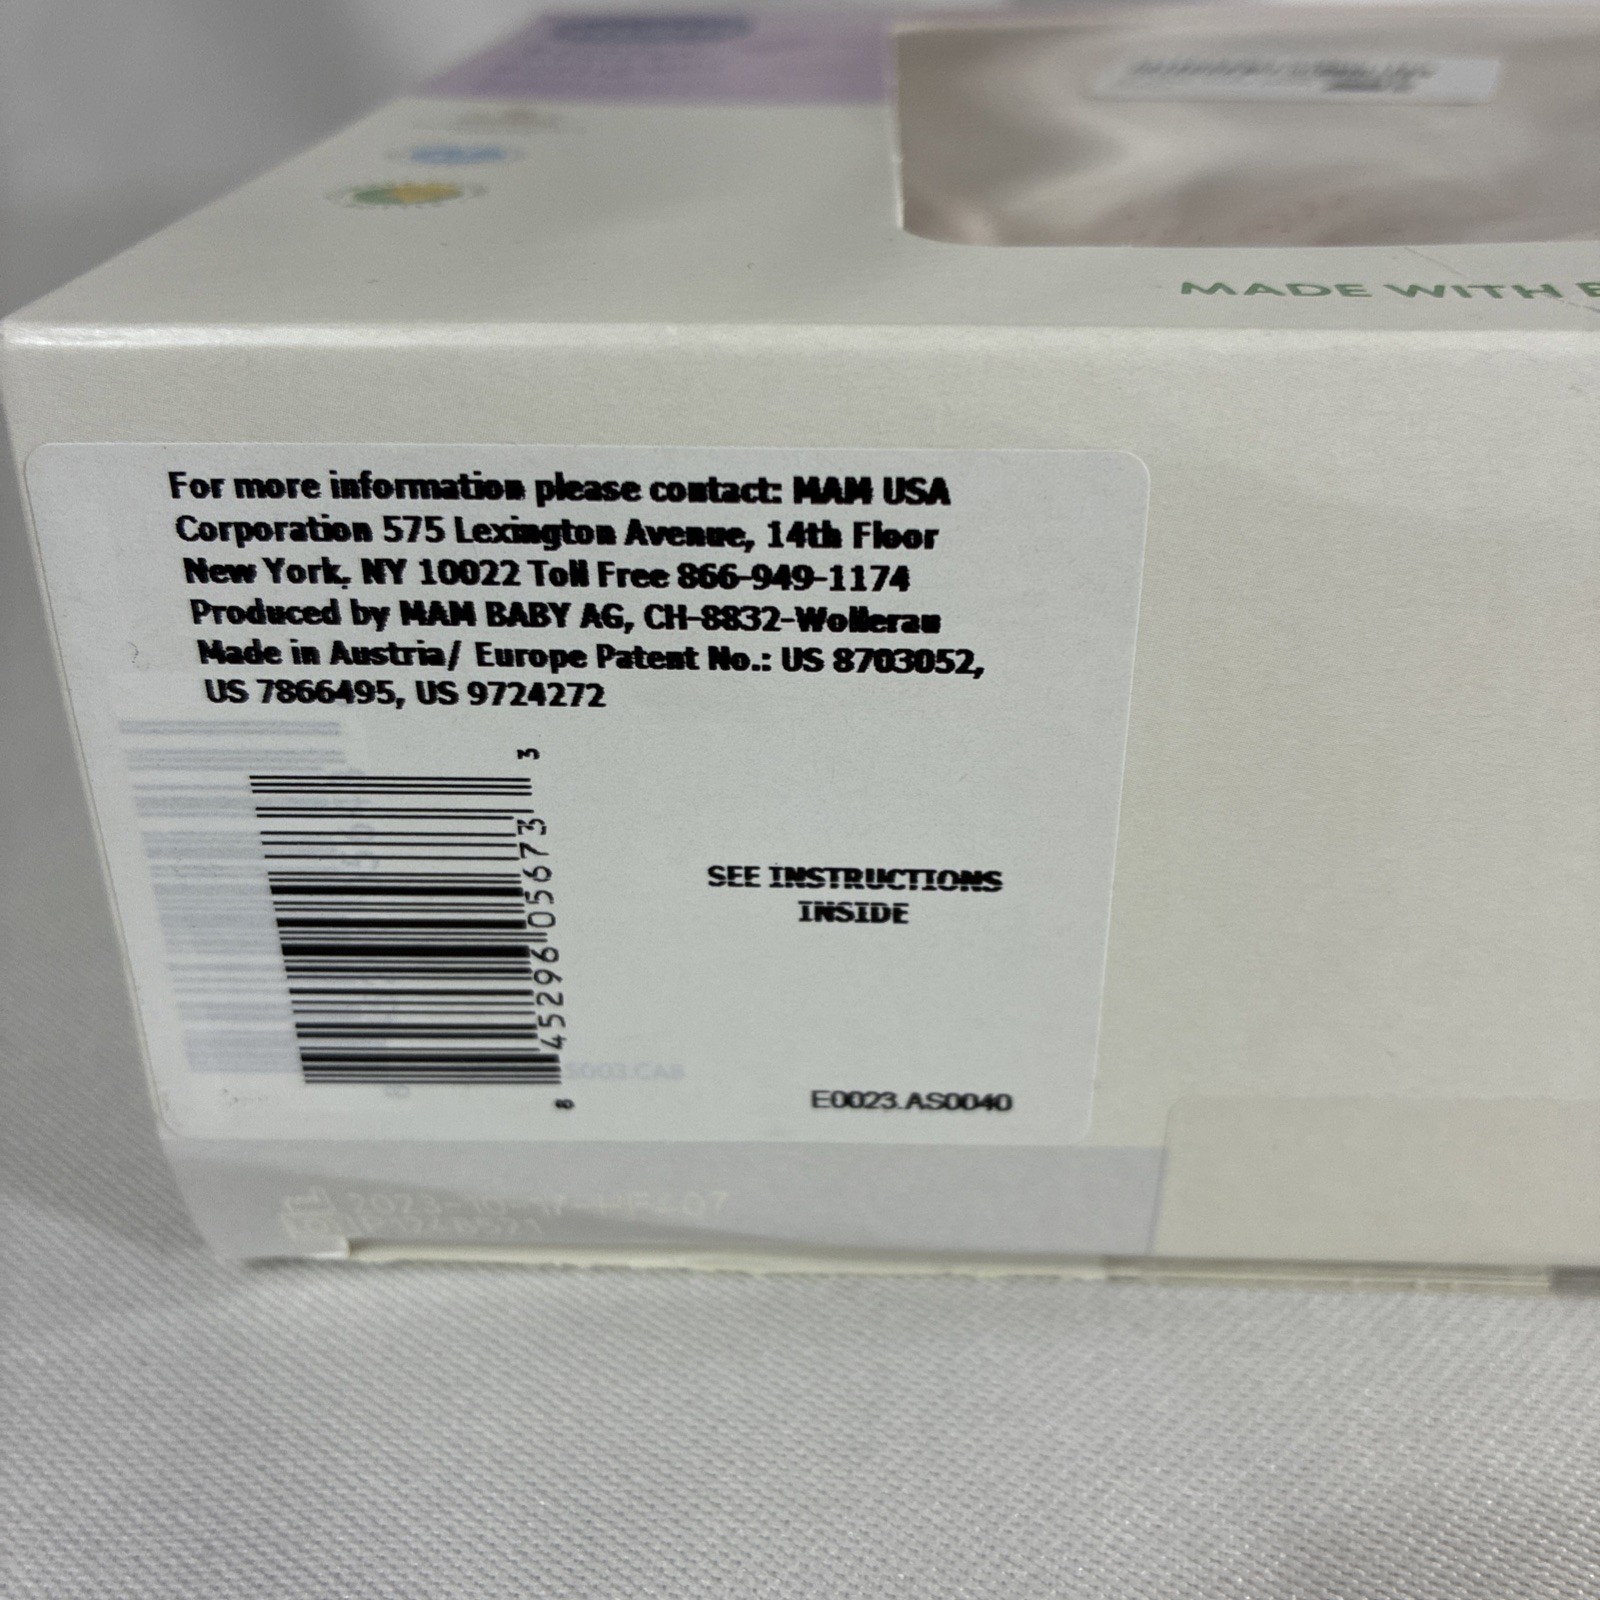 MADE WITH
For more information please contact: MAM USA
Corporation 575 Lexington Avenue, 14th Floor
New York, NY 10022 Toll Free 866-949-1174
Produced by MAM BABY AG, CH-8832-Wollerau
Made in Austria/ Europe Patent No.: US 8703052,
US 7866495, US 9724272
8 45296 05673 3
SEE INSTRUCTIONS
INSIDE
E0023.AS0040